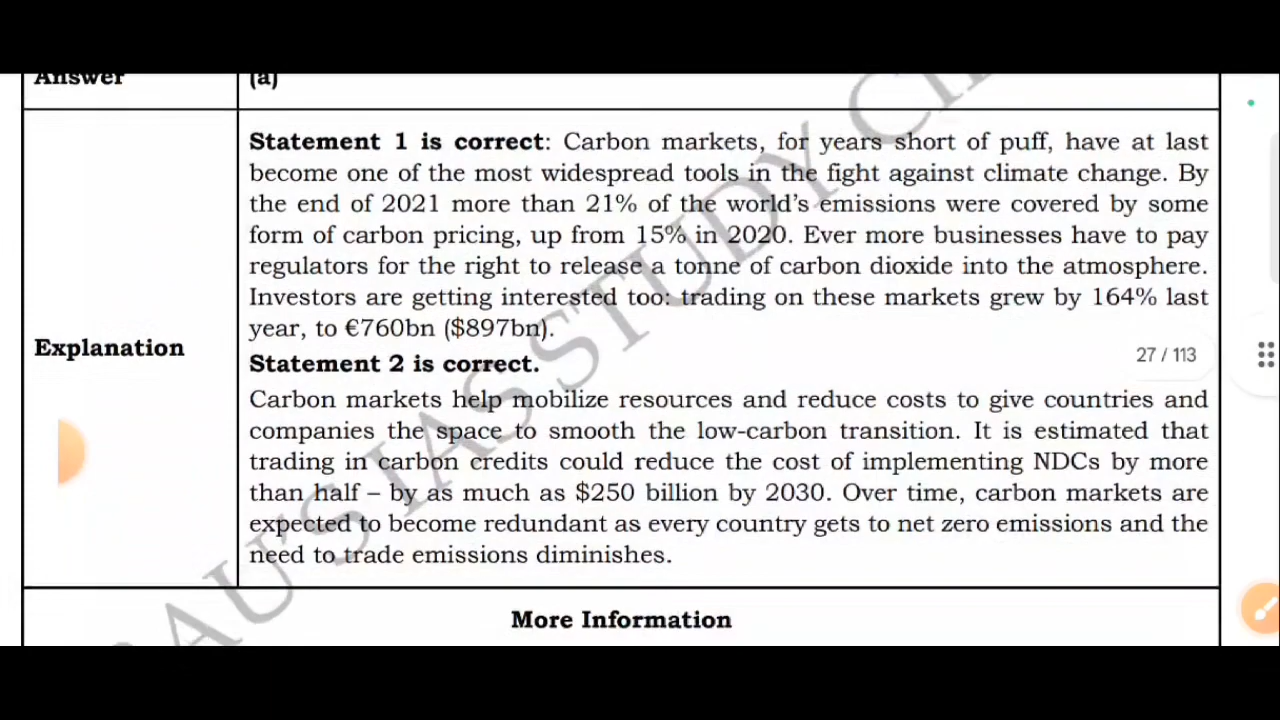 Answer
(a)
Explanation
Statement 1 is correct: Carbon markets, for years short of puff, have at last
become one of the most widespread tools in the fight against climate change. By
the end of 2021 more than 21% of the world's emissions were covered by some
form of carbon pricing, up from 15% in 2020. Ever more businesses have to pay
regulators for the right to release a tonne of carbon dioxide into the atmosphere.
Investors are getting interested too: trading on these markets grew by 164% last
year, to €760bn ($897bn).
Statement 2 is correct.
Carbon markets help mobilize resources and reduce costs to give countries and
companies the space to smooth the low-carbon transition. It is estimated that
trading in carbon credits could reduce the cost of implementing NDCs by more
than half – by as much as $250 billion by 2030. Over time, carbon markets are
expected to become redundant as every country gets to net zero emissions and the
need to trade emissions diminishes.
27 / 113
More Information
RAU'S IAS STUDY CIR